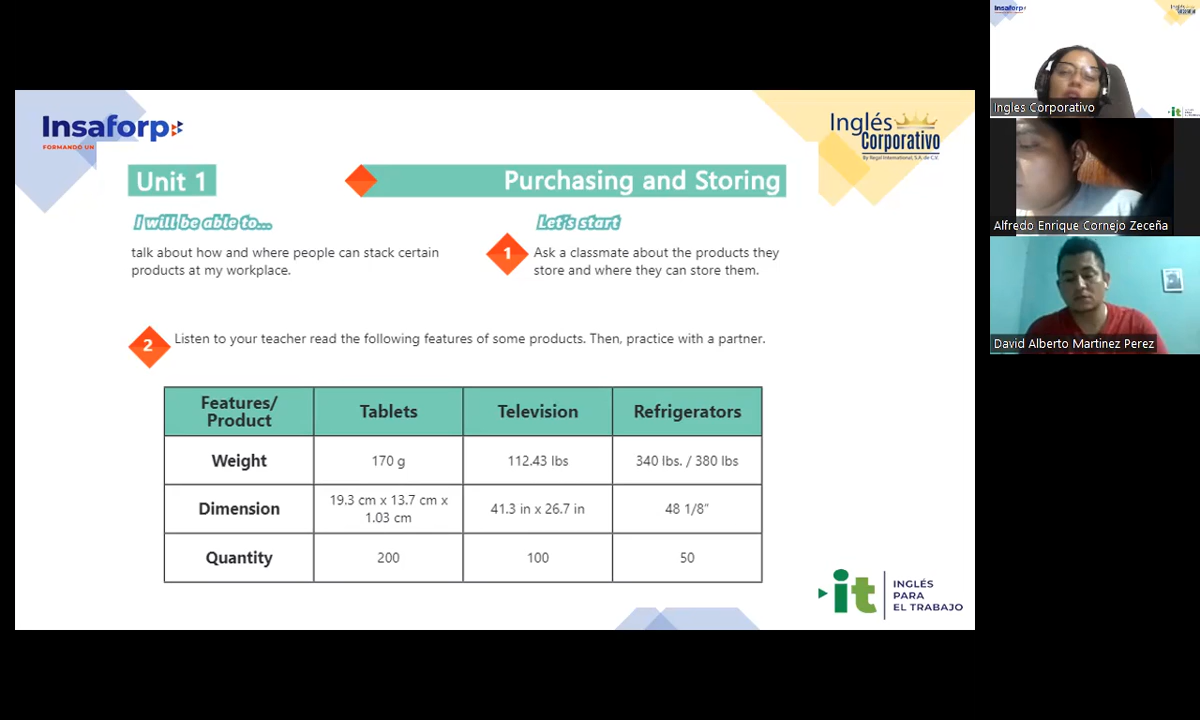 Insaforp
FORMANDO UN
Inglés
Corporativo
By Regal International, S.A. de C.V.
Unit 1
Purchasing and Storing
I will be able to...
Let's start
talk about how and where people can stack certain
products at my workplace.
1
Ask a classmate about the products they
store and where they can store them.
2
Listen to your teacher read the following features of some products. Then, practice with a partner.
Features/
Product
Tablets
Television
Refrigerators
Weight
170 g
112.43 lbs
340 lbs. / 380 lbs
Dimension
19.3 cm x 13.7 cm x
1.03 cm
41.3 in x 26.7 in
48 1/8”
Quantity
200
100
50
it
INGLÉS
PARA
EL TRABAJO
Insaforp
Ingles Corporativo
it
Alfredo Enrique Cornejo Zeceña
David Alberto Martinez Perez